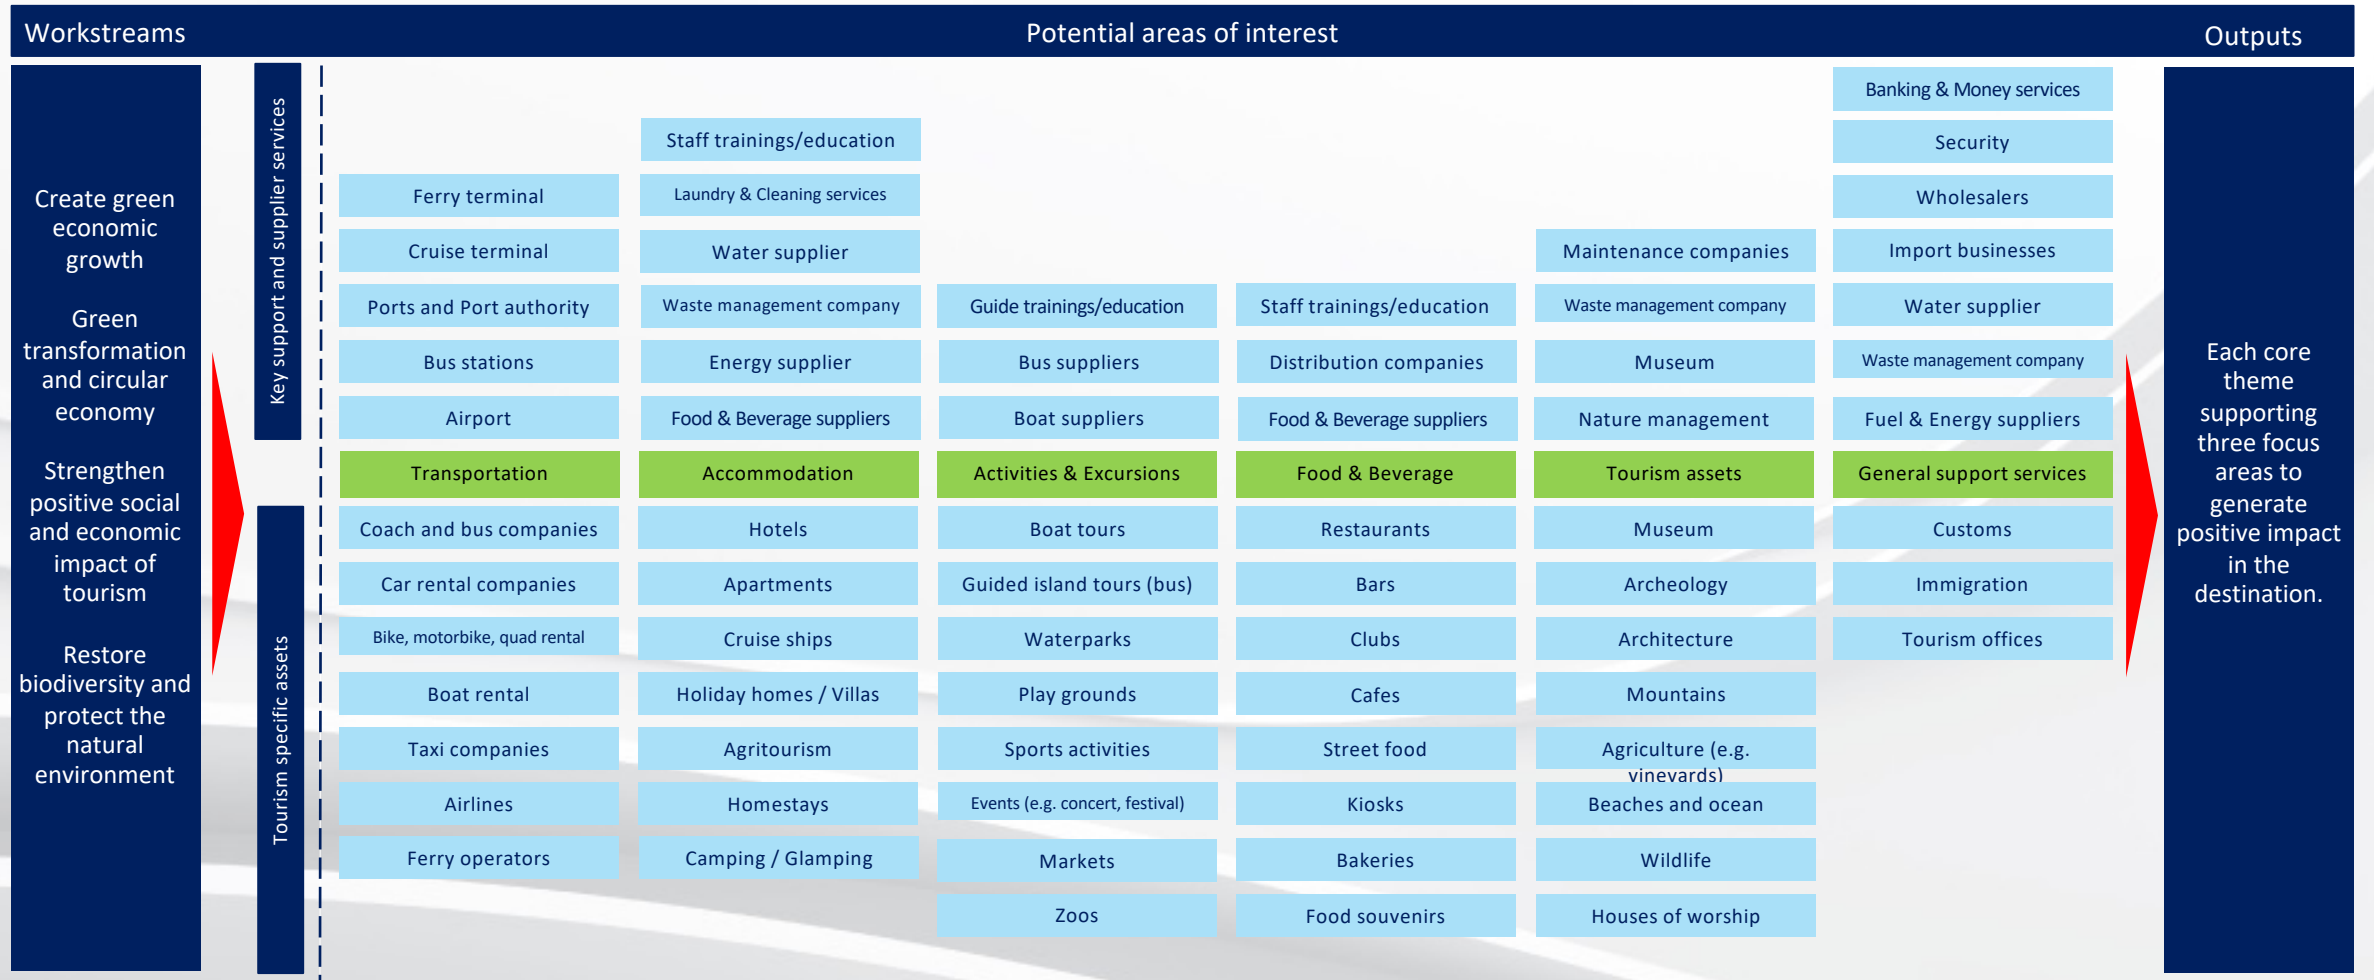 Workstreams
Potential areas of interest
Outputs
Create green
economic
growth
Green
transformation
and circular
economy
Strengthen
positive social
and economic
impact of
tourism
Restore
biodiversity and
protect the
natural
environment
Key support and supplier services
Tourism specific assets
Ferry terminal
Cruise terminal
Ports and Port authority
Bus stations
Airport
Transportation
Coach and bus companies
Car rental companies
Bike, motorbike, quad rental
Boat rental
Taxi companies
Airlines
Ferry operators
Staff trainings/education
Laundry & Cleaning services
Water supplier
Waste management company
Energy supplier
Food & Beverage suppliers
Accommodation
Hotels
Apartments
Cruise ships
Holiday homes / Villas
Agritourism
Homestays
Camping / Glamping
Guide trainings/education
Bus suppliers
Boat suppliers
Activities & Excursions
Boat tours
Guided island tours (bus)
Waterparks
Play grounds
Sports activities
Events (e.g. concert, festival)
Markets
Zoos
Staff trainings/education
Distribution companies
Food & Beverage suppliers
Food & Beverage
Restaurants
Bars
Clubs
Cafes
Street food
Kiosks
Bakeries
Food souvenirs
Maintenance companies
Waste management company
Museum
Nature management
Tourism assets
Museum
Archeology
Architecture
Mountains
Agriculture (e.g.
vineyards)
Beaches and ocean
Wildlife
Houses of worship
Banking & Money services
Security
Wholesalers
Import businesses
Water supplier
Waste management company
Fuel & Energy suppliers
General support services
Customs
Immigration
Tourism offices
Each core
theme
supporting
three focus
areas to
generate
positive impact
in the
destination.